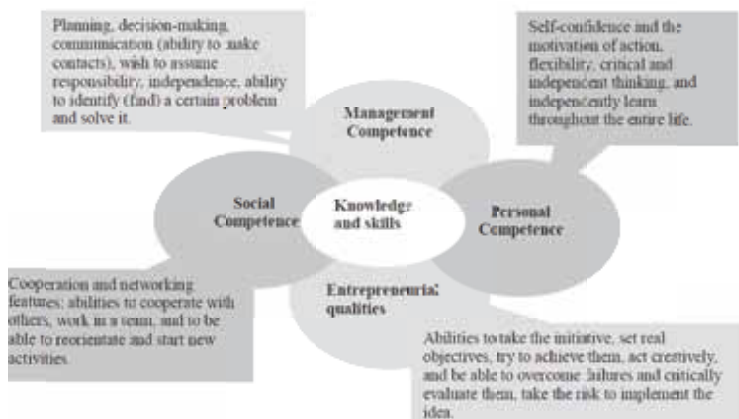 Planning, decision-making,
communication (ability to make
contacts), wish to assume
responsibility, independence, ability
to identify (find) a certain problem
and solve it.
Self-confidence and the
motivation of action,
flexibility, critical and
independent thinking, and
independently learn
throughout the entire life.
Management
Competence
Social
Competence
Knowledge
and skills
Personal
Competence
Entrepreneurial
qualities
Cooperation and networking
features; abilities to cooperate with
others, work in a team, and to be
able to reorientate and start new
activities.
Abilities to take the initiative, set real
objectives, try to achieve them, act creatively,
and be able to overcome failures and critically
evaluate them, take the risk to implement the
idea.